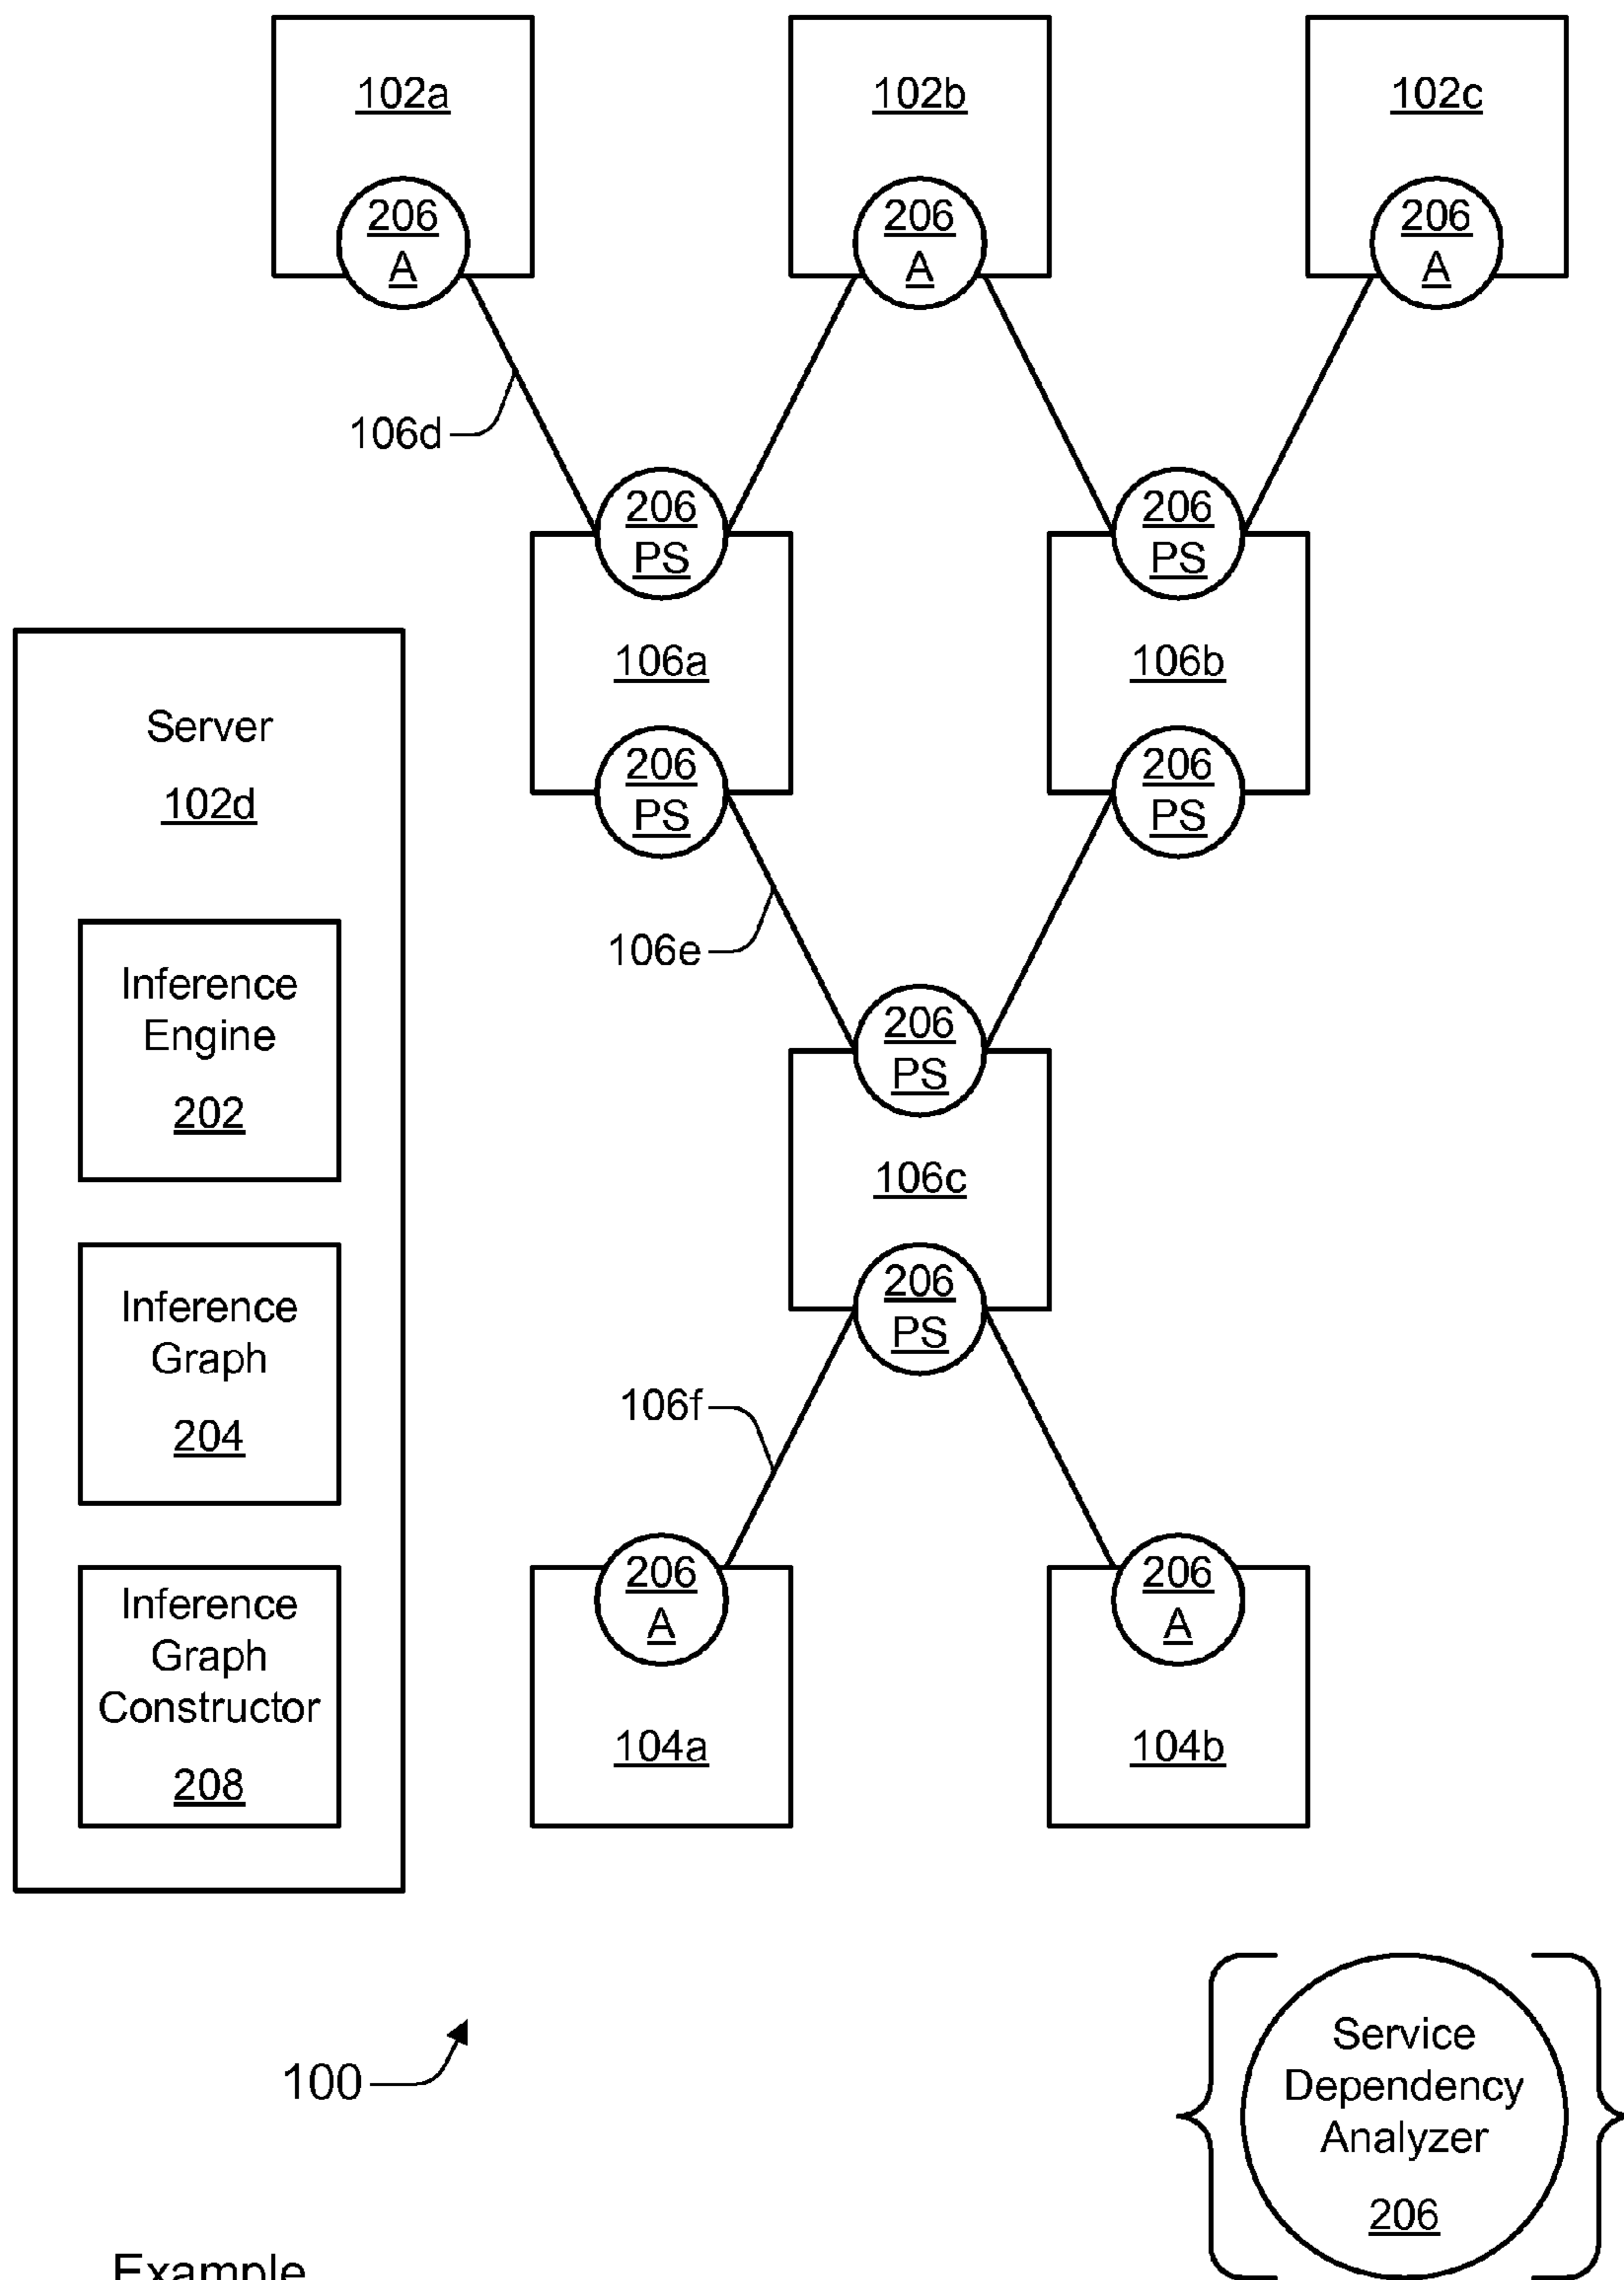 102a
102b
102c
206
A
206
A
206
A
106d
206
PS
206
PS
106a
106b
206
PS
206
PS
Server
102d
106e
Inference
Engine
202
206
PS
106c
206
PS
Inference
Graph
204
106f
206
A
206
A
Inference
Graph
Constructor
208
104a
104b
100
Service
Dependency
Analyzer
206
Example